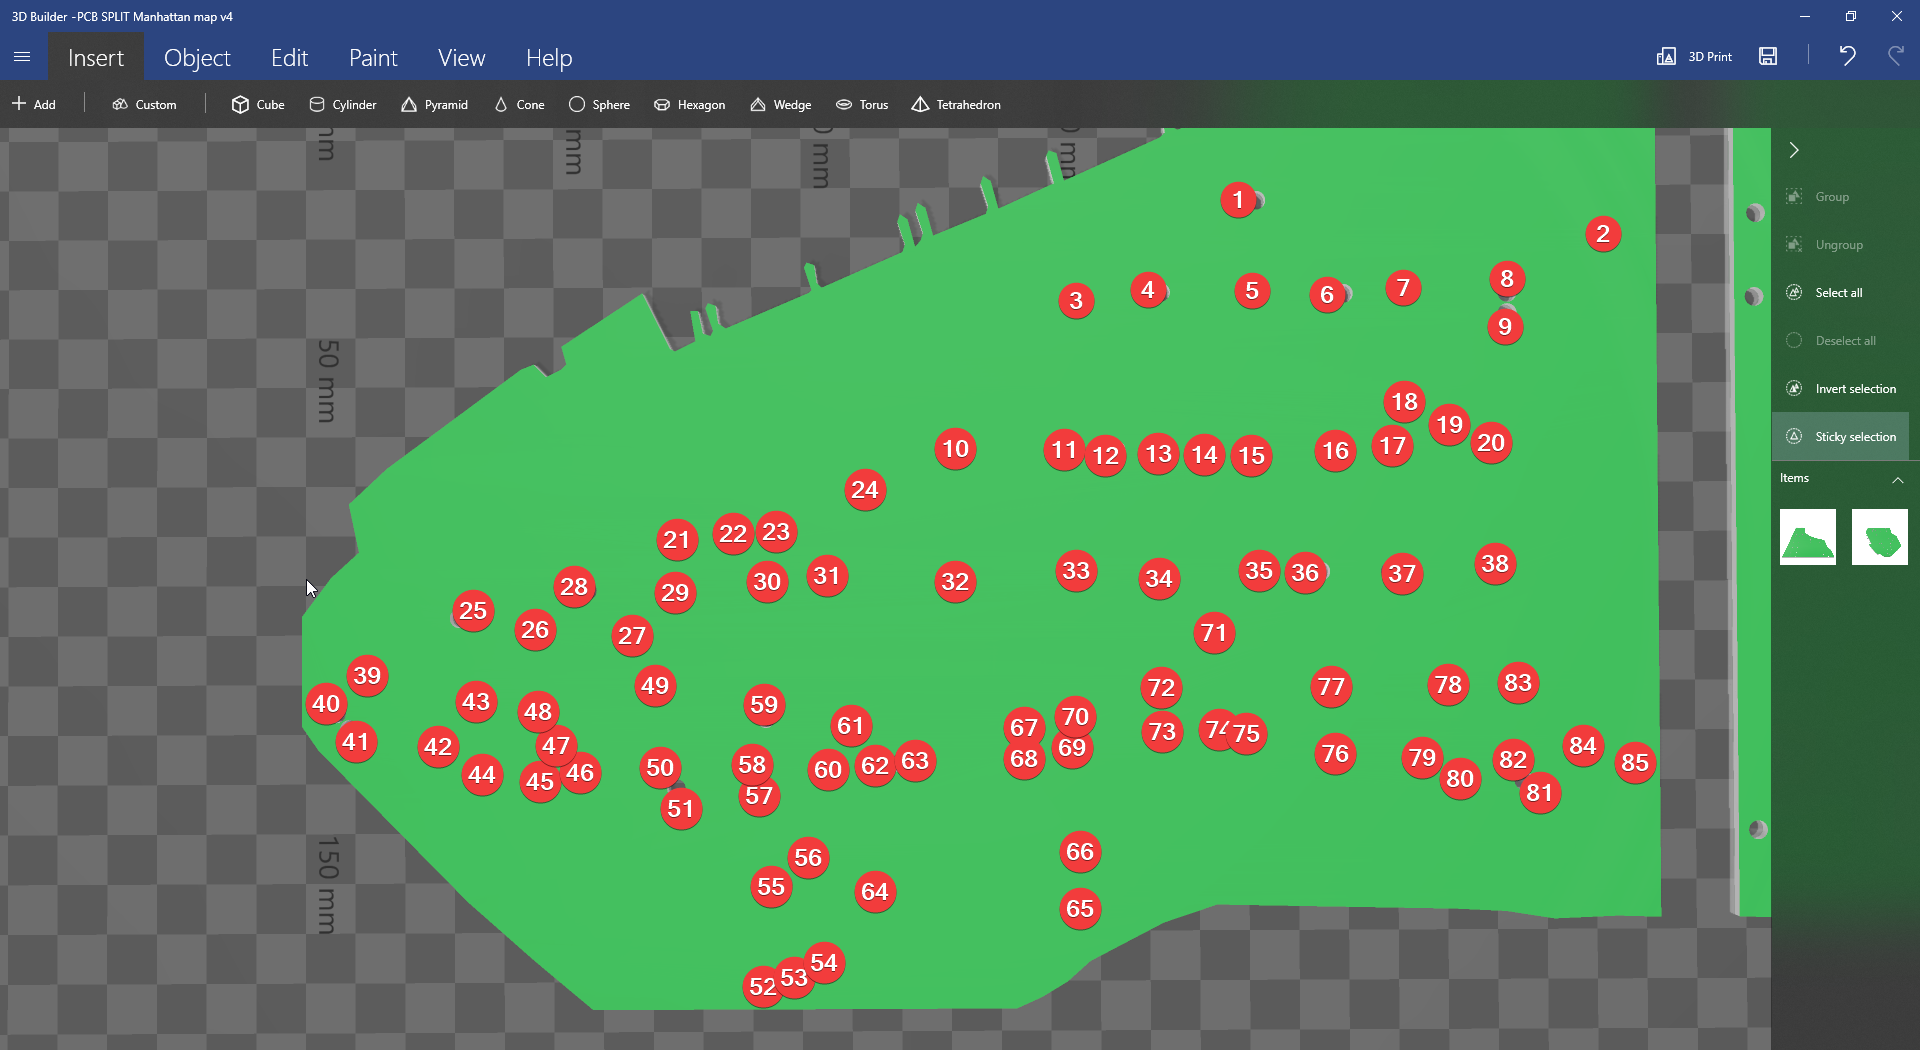 3D Builder -PCB SPLIT Manhattan map v4
Insert Object Edit Paint View Help
3D Print
Add Custom Cube Cylinder Pyramid Cone Sphere Hexagon Wedge Torus Tetrahedron
mm
mm
0 mm
0 mm
50 mm
150 mm
1
2
3 4 5 6 7 8
9
10 11 12 13 14 15 16 17 18 19 20
24
21 22 23
25 26 28 27 29 30 31 32 33 34 35 36 37 38
71
39
40
41
42 43 44 45 46 47 48
49
50
51
59
58
57
60 61 62 63
67
68
70
69
72
73
74 75
77
76
78
79
80
83
82
81
84
85
56
55
64
66
65
52 53 54
Group
Ungroup
Select all
Deselect all
Invert selection
Sticky selection
Items